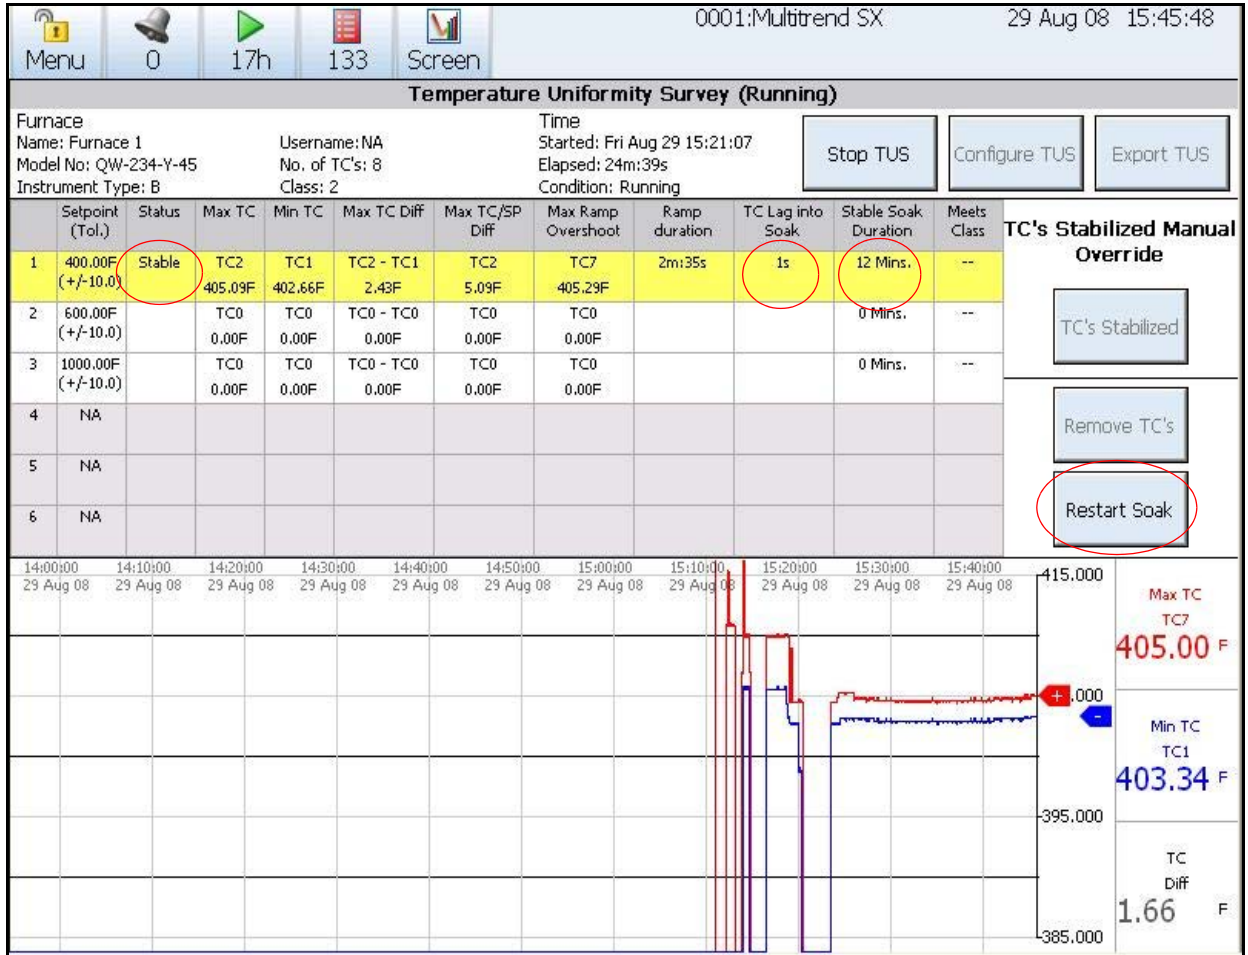 0001:Multitrend SX 29 Aug 08 15:45:48
Menu 0 17h 133 Screen
Temperature Uniformity Survey (Running)
Furnace
Name: Furnace 1
Model No: QW-234-Y-45
Instrument Type: B
Username:NA
No. of TC's: 8
Class: 2
Time
Started: Fri Aug 29 15:21:07
Elapsed: 24m:39s
Condition: Running
Stop TUS Configure TUS Export TUS
Setpoint Status Max TC Min TC Max TC Diff Max TC/SP Max Ramp Ramp TC Lag into Stable Soak Meets
(Tol.) Diff Overshoot duration Soak Duration Class
1 400.00F Stable TC2 TC1 TC2 - TC1 TC2 TC7 2m:35s 1s 12 Mins. --
(+/-10.0) 405.09F 402.66F 2.43F 5.09F 405.29F
2 600.00F TC0 TC0 TC0 - TC0 TC0 TC0 0 Mins. --
(+/-10.0) 0.00F 0.00F 0.00F 0.00F 0.00F
3 1000.00F TC0 TC0 TC0 - TC0 TC0 TC0 0 Mins. --
(+/-10.0) 0.00F 0.00F 0.00F 0.00F 0.00F
4 NA
5 NA
6 NA
TC's Stabilized Manual
Override
TC's Stabilized
Remove TC's
Restart Soak
14:00:00 14:10:00 14:20:00 14:30:00 14:40:00 14:50:00 15:00:00 15:10:00 15:20:00 15:30:00 15:40:00
29 Aug 08 29 Aug 08 29 Aug 08 29 Aug 08 29 Aug 08 29 Aug 08 29 Aug 08 29 Aug 08 29 Aug 08 29 Aug 08 29 Aug 08
415.000
+ .000
-
395.000
385.000
Max TC
TC7
405.00 F
Min TC
TC1
403.34 F
TC
Diff
1.66 F